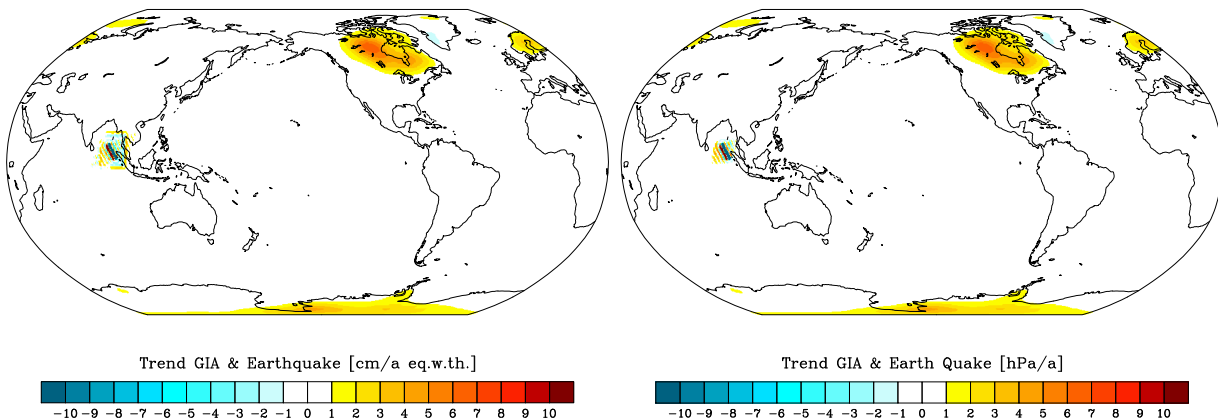 Trend GIA & Earthquake [cm/a eq.w.th.]
-10 -9 -8 -7 -6 -5 -4 -3 -2 -1 0 1 2 3 4 5 6 7 8 9 10
Trend GIA & Earth Quake [hPa/a]
-10 -9 -8 -7 -6 -5 -4 -3 -2 -1 0 1 2 3 4 5 6 7 8 9 10